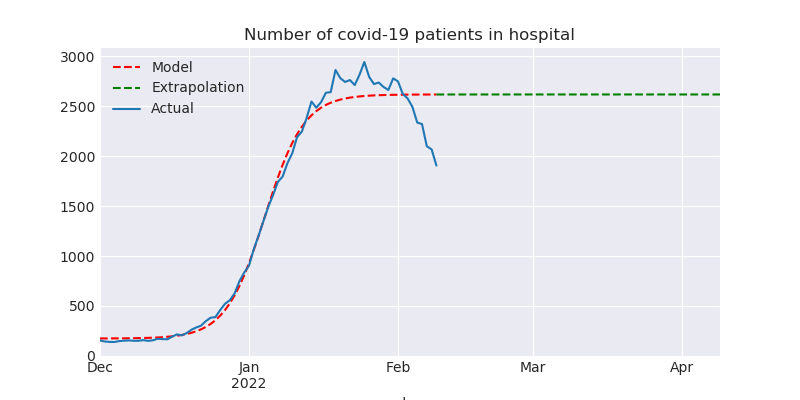 Number of covid-19 patients in hospital
3000
2500
2000
1500
1000
500
0
Model
Extrapolation
Actual
Dec
Jan
2022
Feb
Mar
Apr